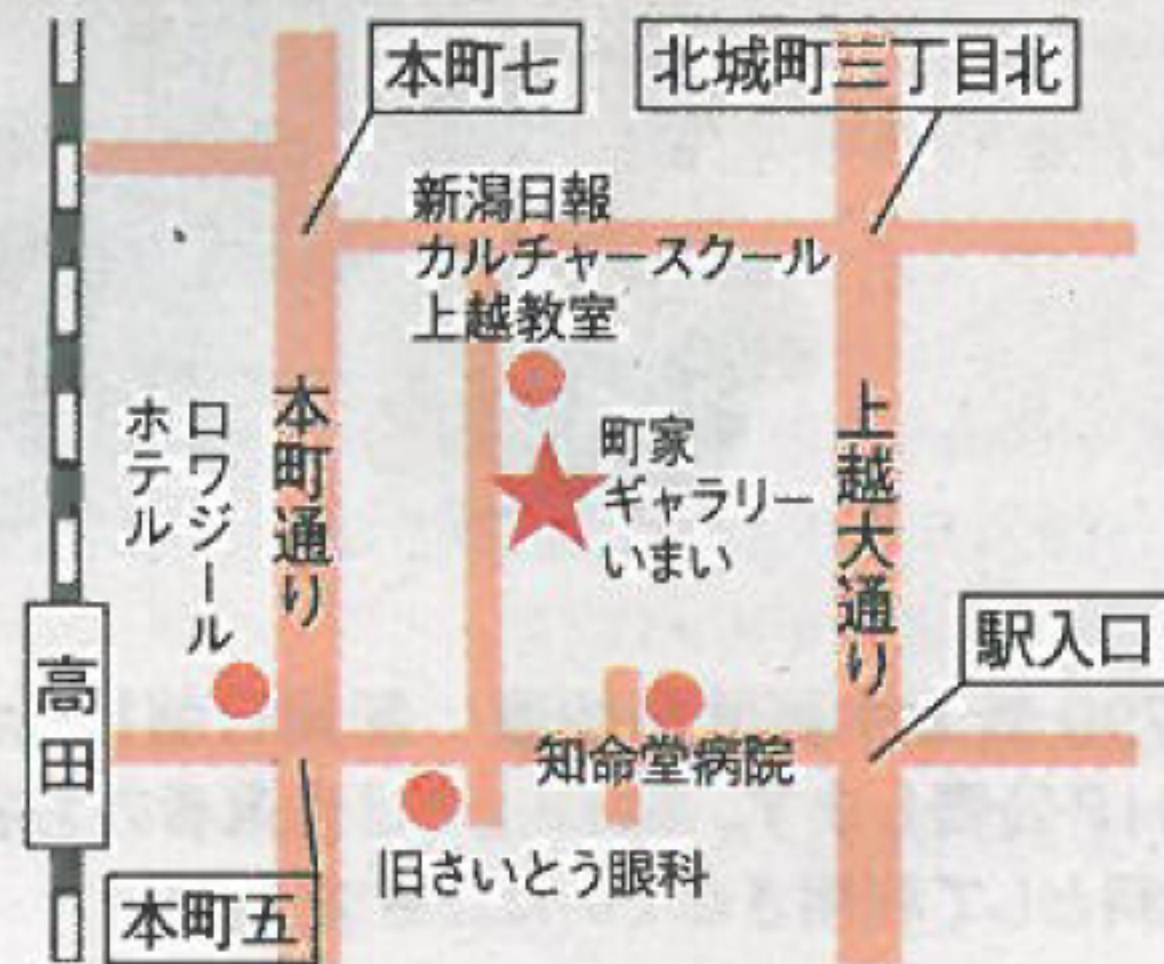 本町七
北城町三丁目北
新潟日報
カルチャースクール
上越教室
ロワジール
ホテル
本町通り
町家
ギャラリー
いまい
上越大通り
駅入口
高田
知命堂病院
旧さいとう眼科
本町五